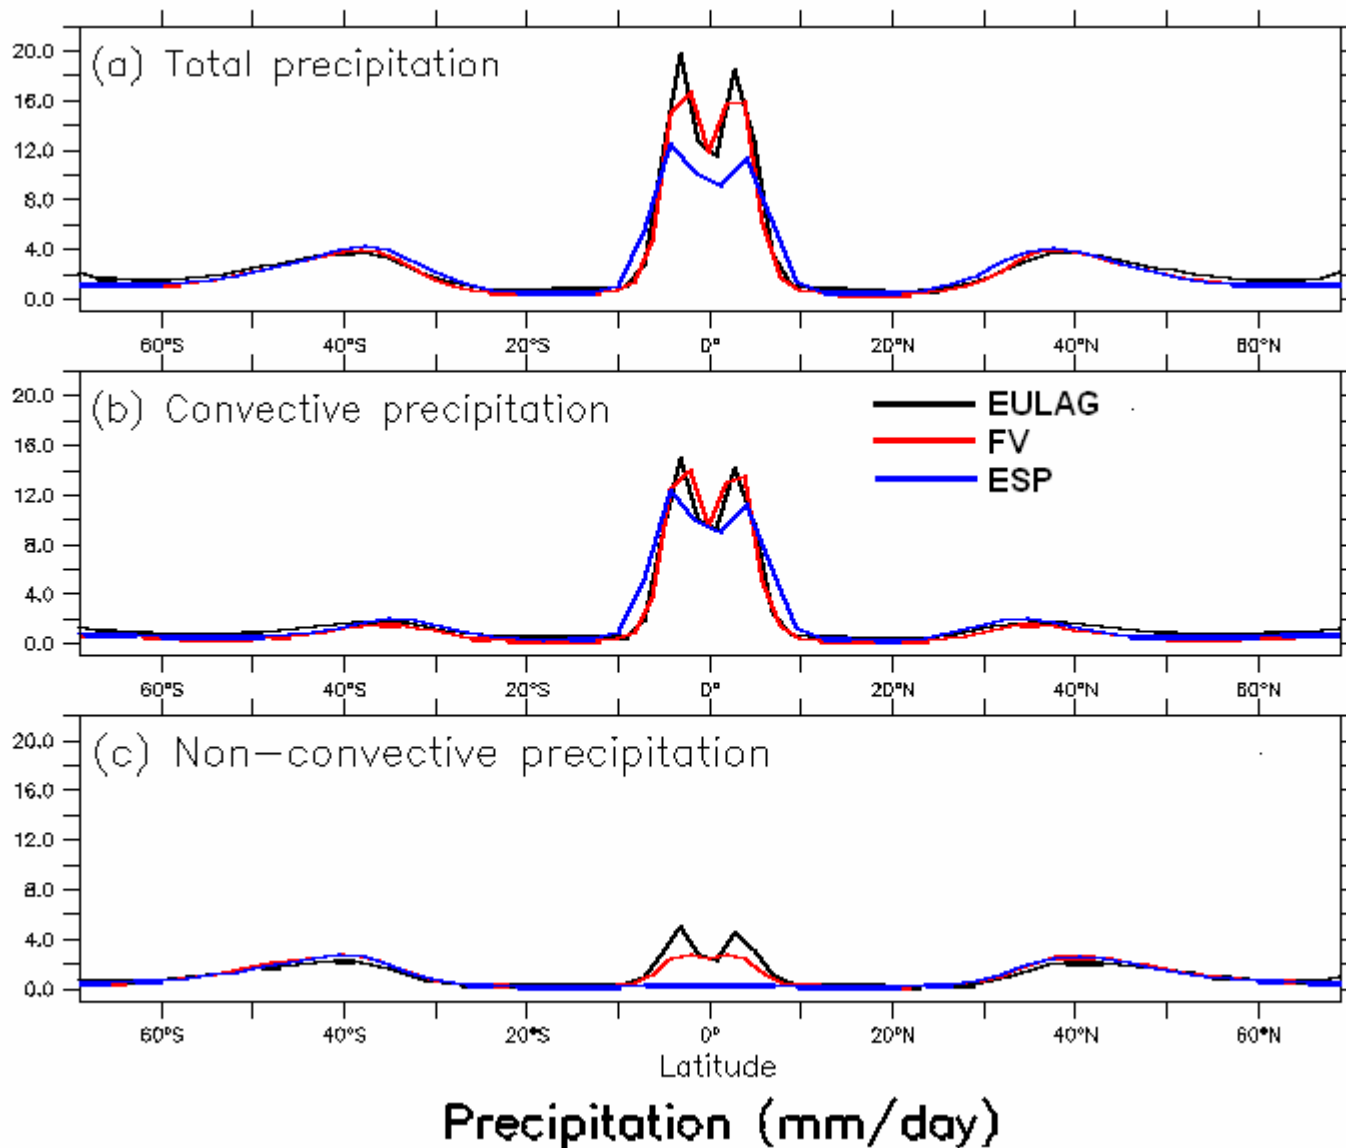 (a) Total precipitation
20.0
16.0
12.0
8.0
4.0
0.0
60°S 40°S 20°S 0° 20°N 40°N 60°N
(b) Convective precipitation
EULAG
FV
ESP
20.0
16.0
12.0
8.0
4.0
0.0
60°S 40°S 20°S 0° 20°N 40°N 60°N
(c) Non-convective precipitation
20.0
16.0
12.0
8.0
4.0
0.0
60°S 40°S 20°S 0° 20°N 40°N 60°N
Latitude
Precipitation (mm/day)